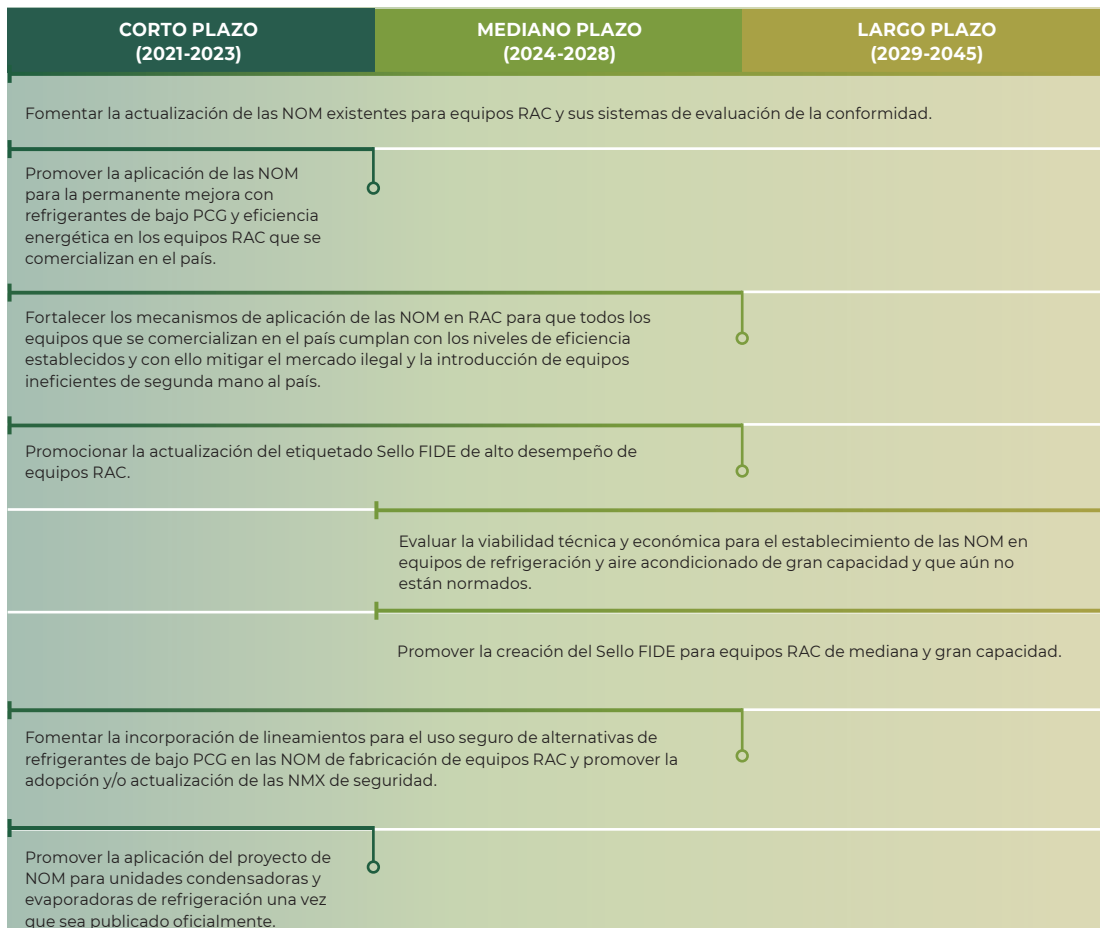 CORTO PLAZO
(2021-2023)
MEDIANO PLAZO
(2024-2028)
LARGO PLAZO
(2029-2045)
Fomentar la actualización de las NOM existentes para equipos RAC y sus sistemas de evaluación de la conformidad.
Promover la aplicación de las NOM
para la permanente mejora con
refrigerantes de bajo PCG y eficiencia
energética en los equipos RAC que se
comercializan en el país.
Fortalecer los mecanismos de aplicación de las NOM en RAC para que todos los
equipos que se comercializan en el país cumplan con los niveles de eficiencia
establecidos y con ello mitigar el mercado ilegal y la introducción de equipos
ineficientes de segunda mano al país.
Promocionar la actualización del etiquetado Sello FIDE de alto desempeño de
equipos RAC.
Evaluar la viabilidad técnica y económica para el establecimiento de las NOM en
equipos de refrigeración y aire acondicionado de gran capacidad y que aún no
están normados.
Promover la creación del Sello FIDE para equipos RAC de mediana y gran capacidad.
Fomentar la incorporación de lineamientos para el uso seguro de alternativas de
refrigerantes de bajo PCG en las NOM de fabricación de equipos RAC y promover la
adopción y/o actualización de las NMX de seguridad.
Promover la aplicación del proyecto de
NOM para unidades condensadoras y
evaporadoras de refrigeración una vez
que sea publicado oficialmente.